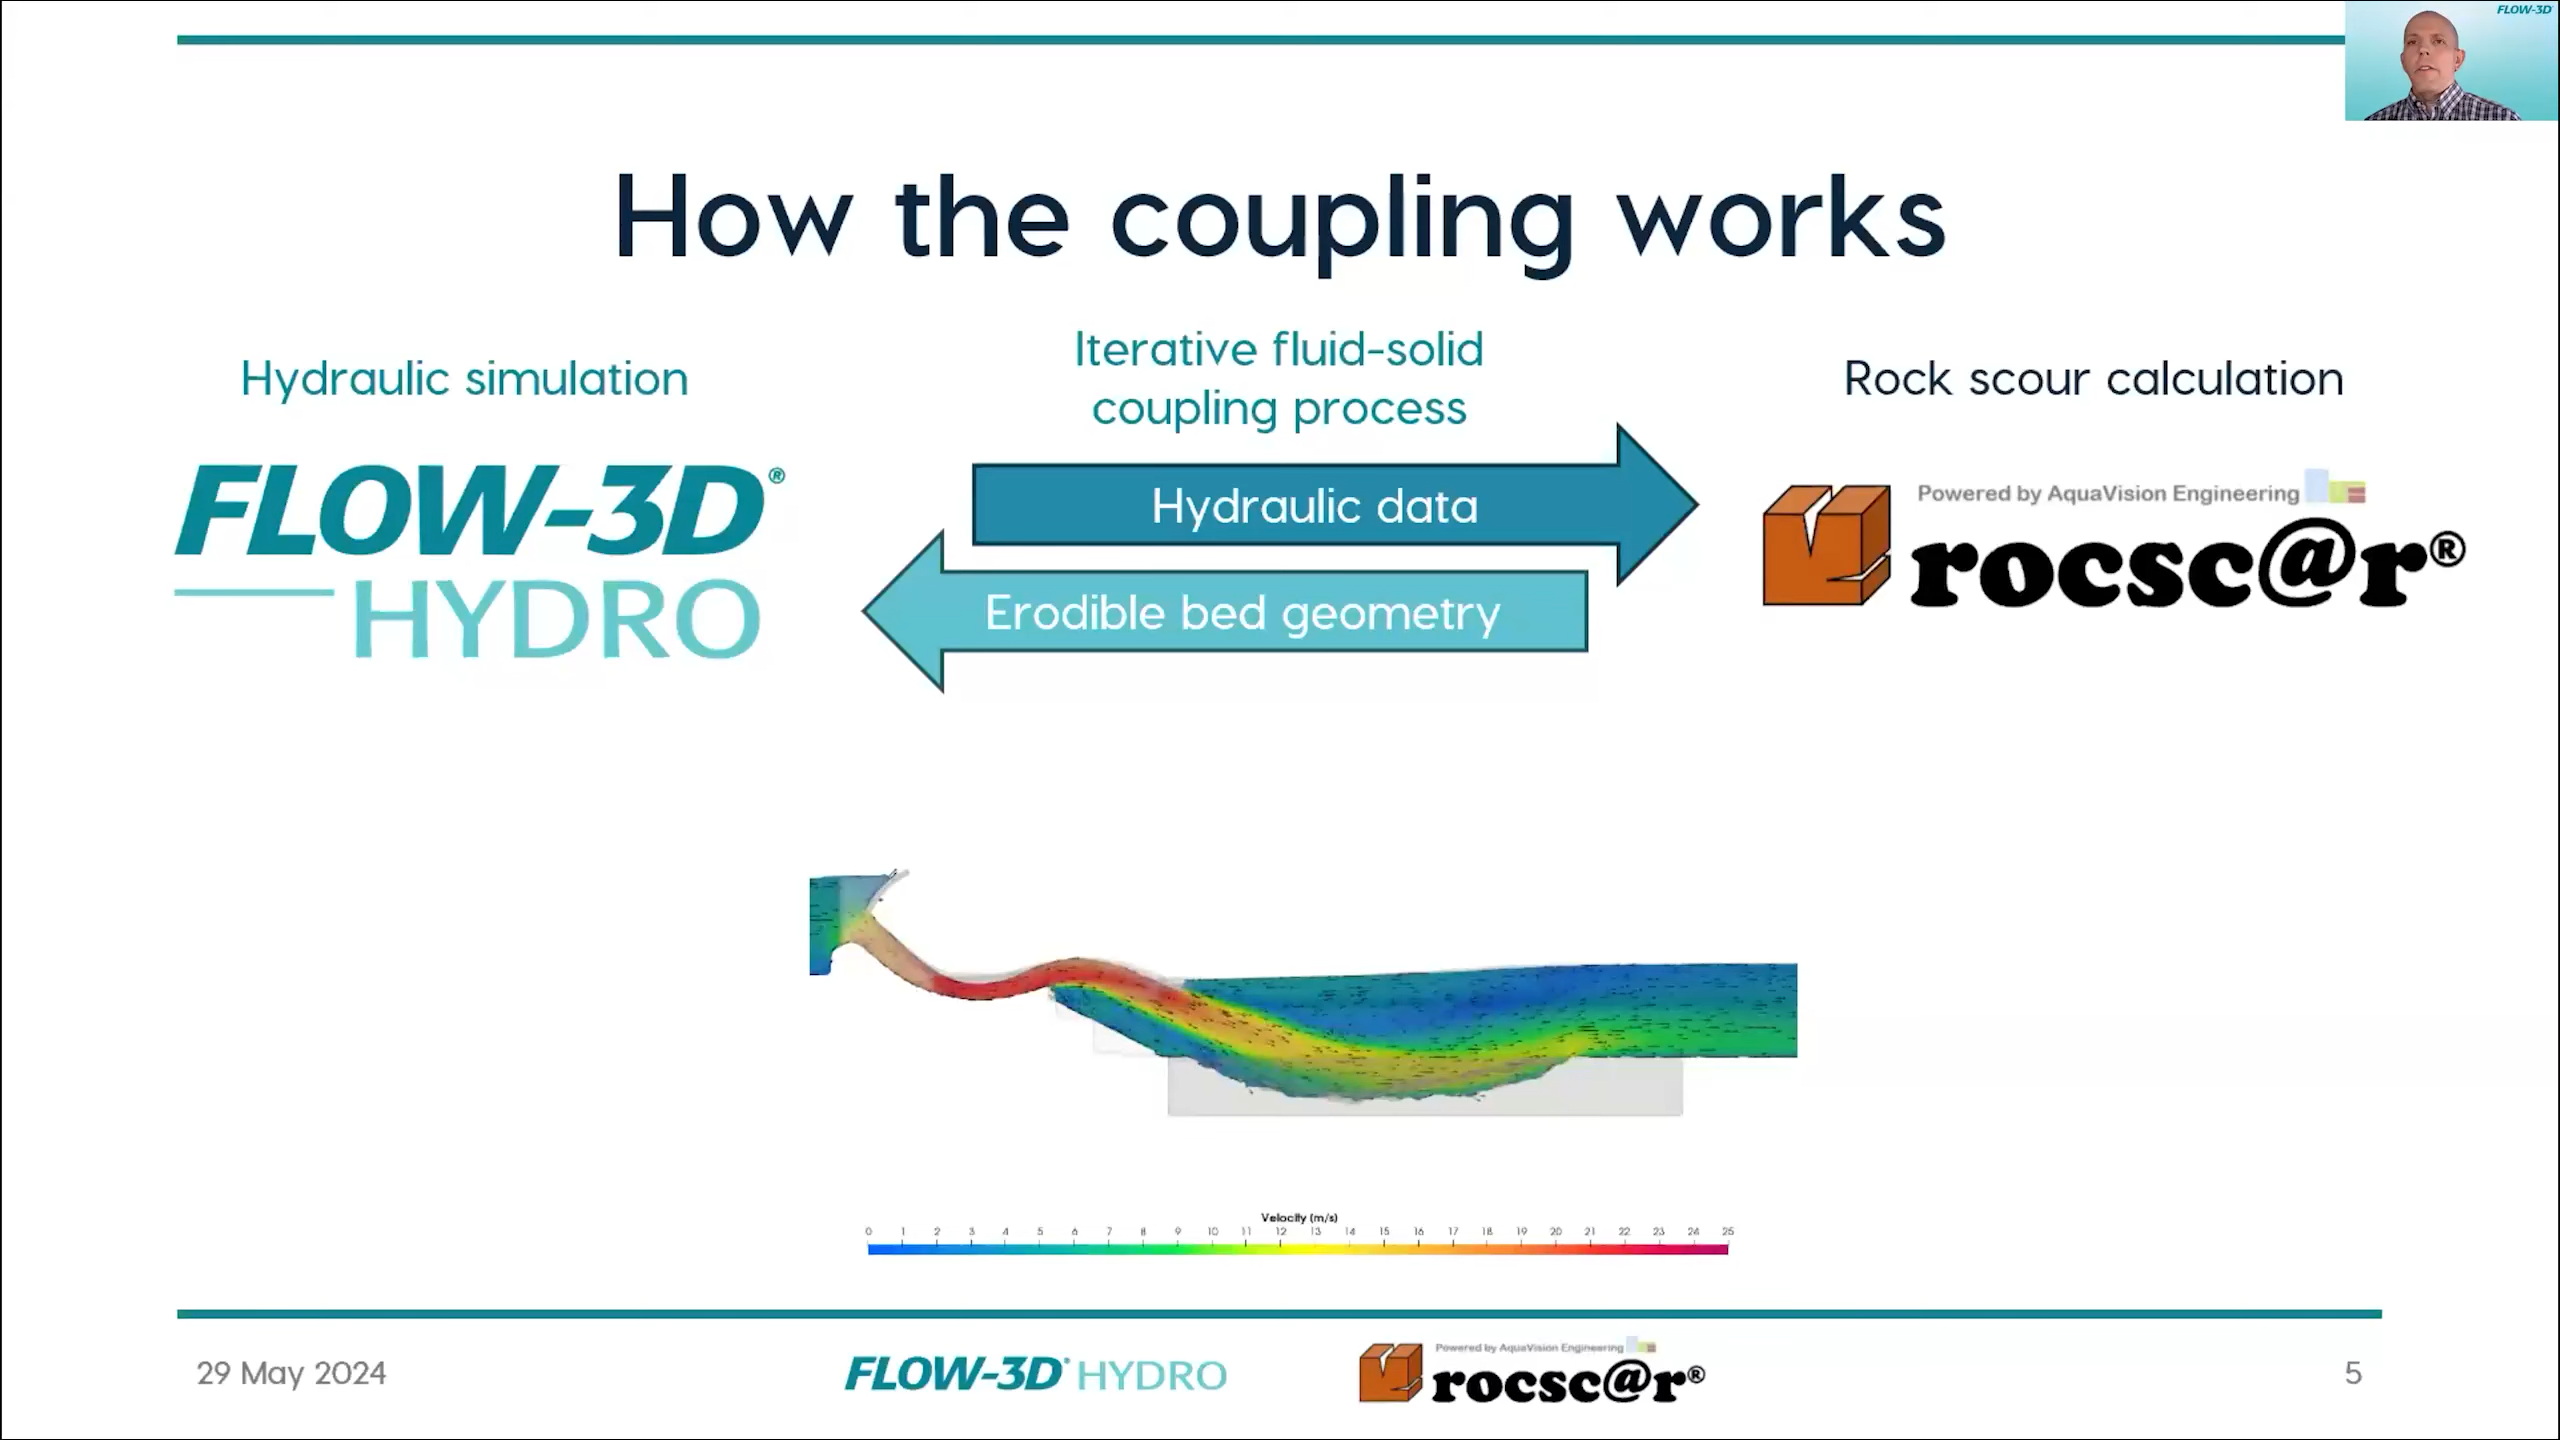 FLOW-3D
How the coupling works
Hydraulic simulation
Iterative fluid-solid
coupling process
Rock scour calculation
FLOW-3D®
HYDRO
Hydraulic data
Erodible bed geometry
Powered by AquaVision Engineering
rocsc@r®
Velocity (m/s)
0 1 2 3 4 5 6 7 8 9 10 11 12 13 14 15 16 17 18 19 20 21 22 23 24 25
29 May 2024
FLOW-3D® HYDRO
Powered by AquaVision Engineering
rocsc@r®
5